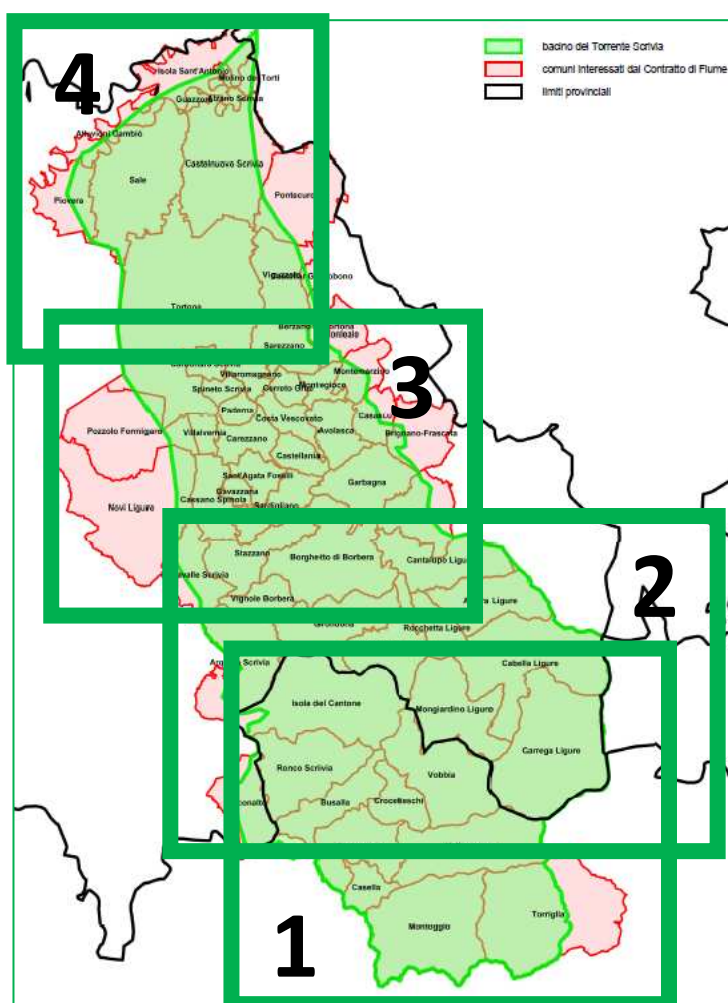 bacino del Torrente Scrivia
comuni interessati dal Contratto di Fiume
limiti provinciali
4
Isola Sant'Antonio
Molino dei Torti
Guazzora
Alzano Scrivia
Alluvioni Cambiò
Castelnuovo Scrivia
Sale
Piovera
Pontecurone
Viguzzolo
Tortona
Sarezzano
3
Villaromagnano
Montegioco
Montemarzino
Spineto Scrivia
Cerreto Grue
Paderna
Costa Vescovato
Casasco
Pozzolo Formigaro
Villalvernia
Carezzano
Avolasca
Brignano-Frascata
Castellania
Sant'Agata Fossili
Garbagna
Gavazzana
Cassano Spinola
Sardigliano
Novi Ligure
Stazzano
Borghetto di Borbera
Cantalupo Ligure
2
Vignole Borbera
Rocchetta Ligure
Cabella Ligure
Isola del Cantone
Mongiardino Ligure
Carrega Ligure
Ronco Scrivia
Vobbia
Busalla
Crocefieschi
Casella
Torriglia
Montoggio
1